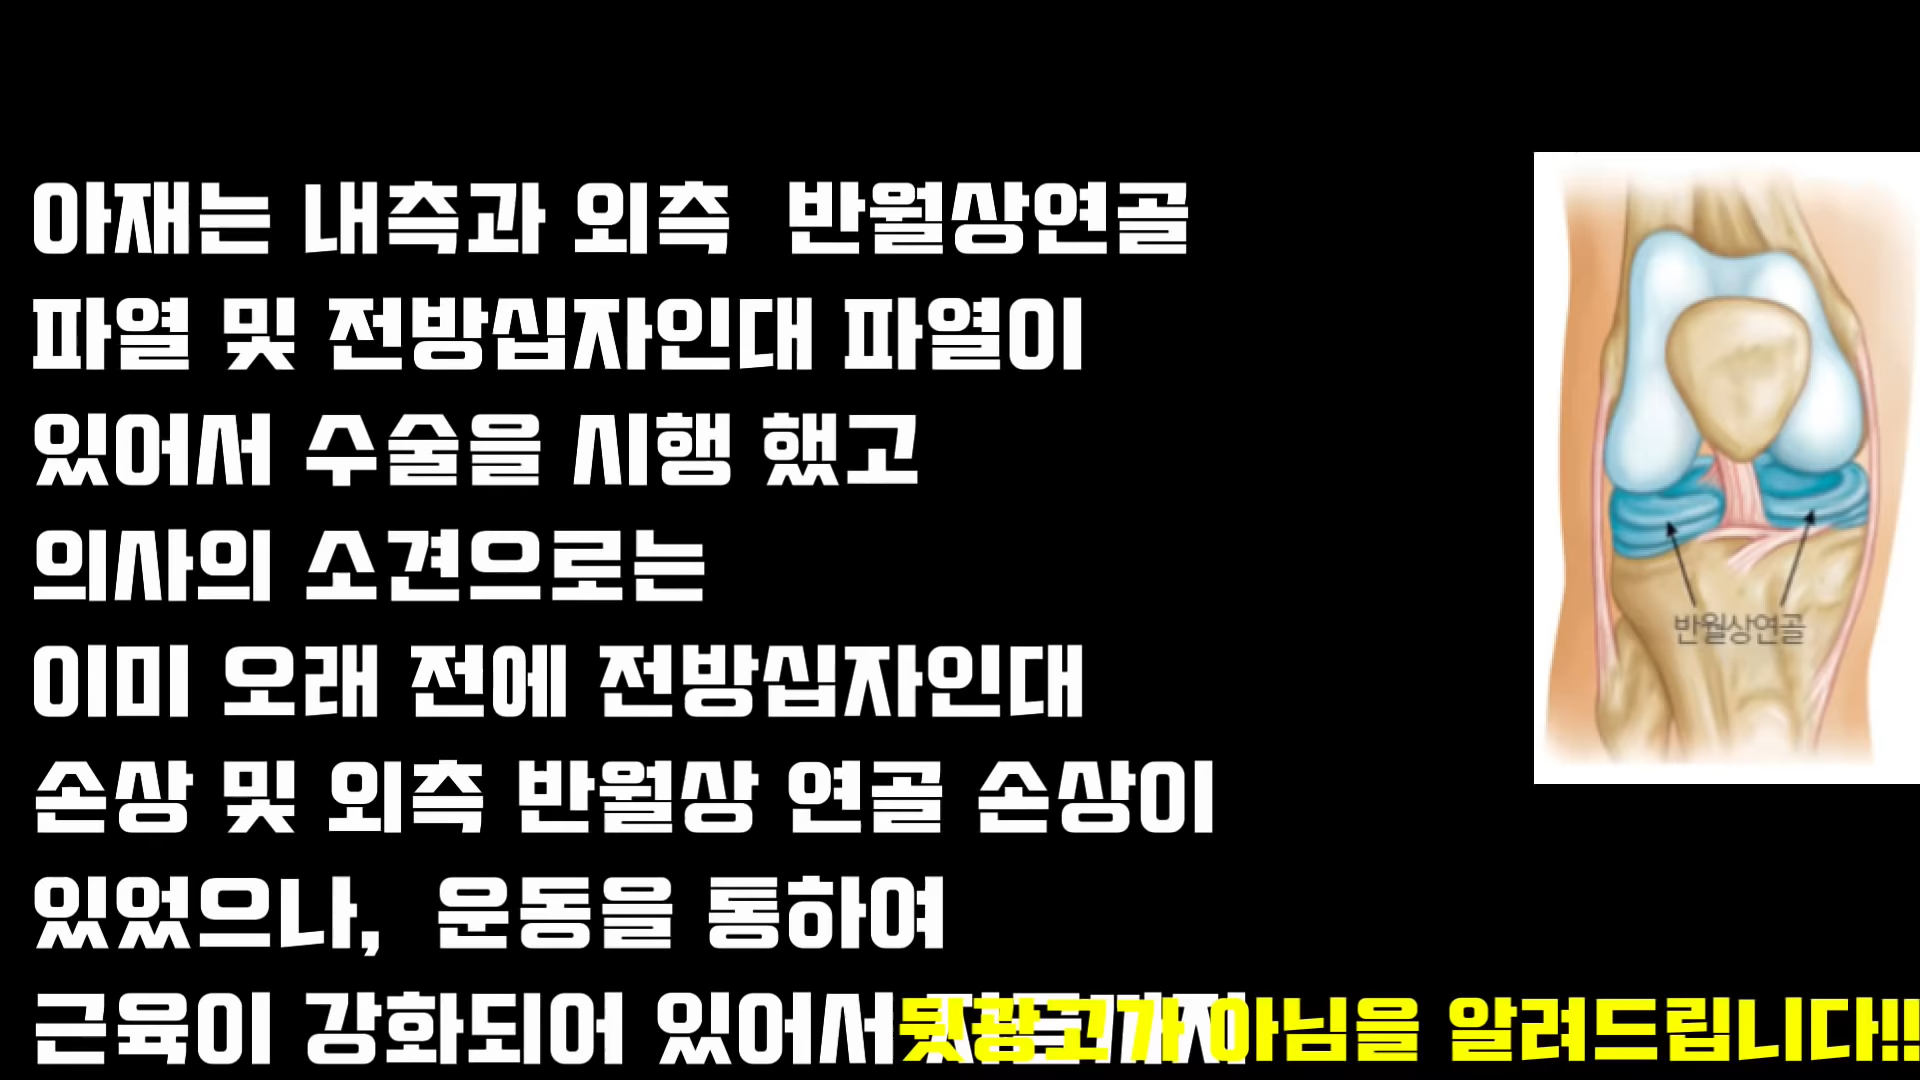 아재는 내측과 외측 반월상연골
파열 및 전방십자인대 파열이
있어서 수술을 시행 했고
의사의 소견으로는
이미 오래 전에 전방십자인대
손상 및 외측 반월상 연골 손상이
있었으나, 운동을 통하여
근육이 강화되어 있어서
뒷광고가 아님을 알려드립니다!!
반월상연골